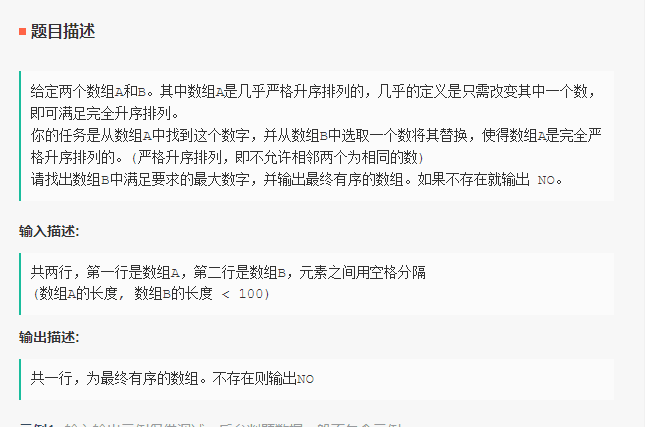 题目描述
给定两个数组A和B。其中数组A是几乎严格升序排列的，几乎的定义是只需改变其中一个数，
即可满足完全升序排列。
你的任务是从数组A中找到这个数字，并从数组B中选取一个数将其替换，使得数组A是完全严
格升序排列的。(严格升序排列，即不允许相邻两个为相同的数)
请找出数组B中满足要求的最大数字，并输出最终有序的数组。如果不存在就输出 NO。
输入描述:
共两行，第一行是数组A，第二行是数组B，元素之间用空格分隔
(数组A的长度, 数组B的长度 < 100)
输出描述:
共一行，为最终有序的数组。不存在则输出NO